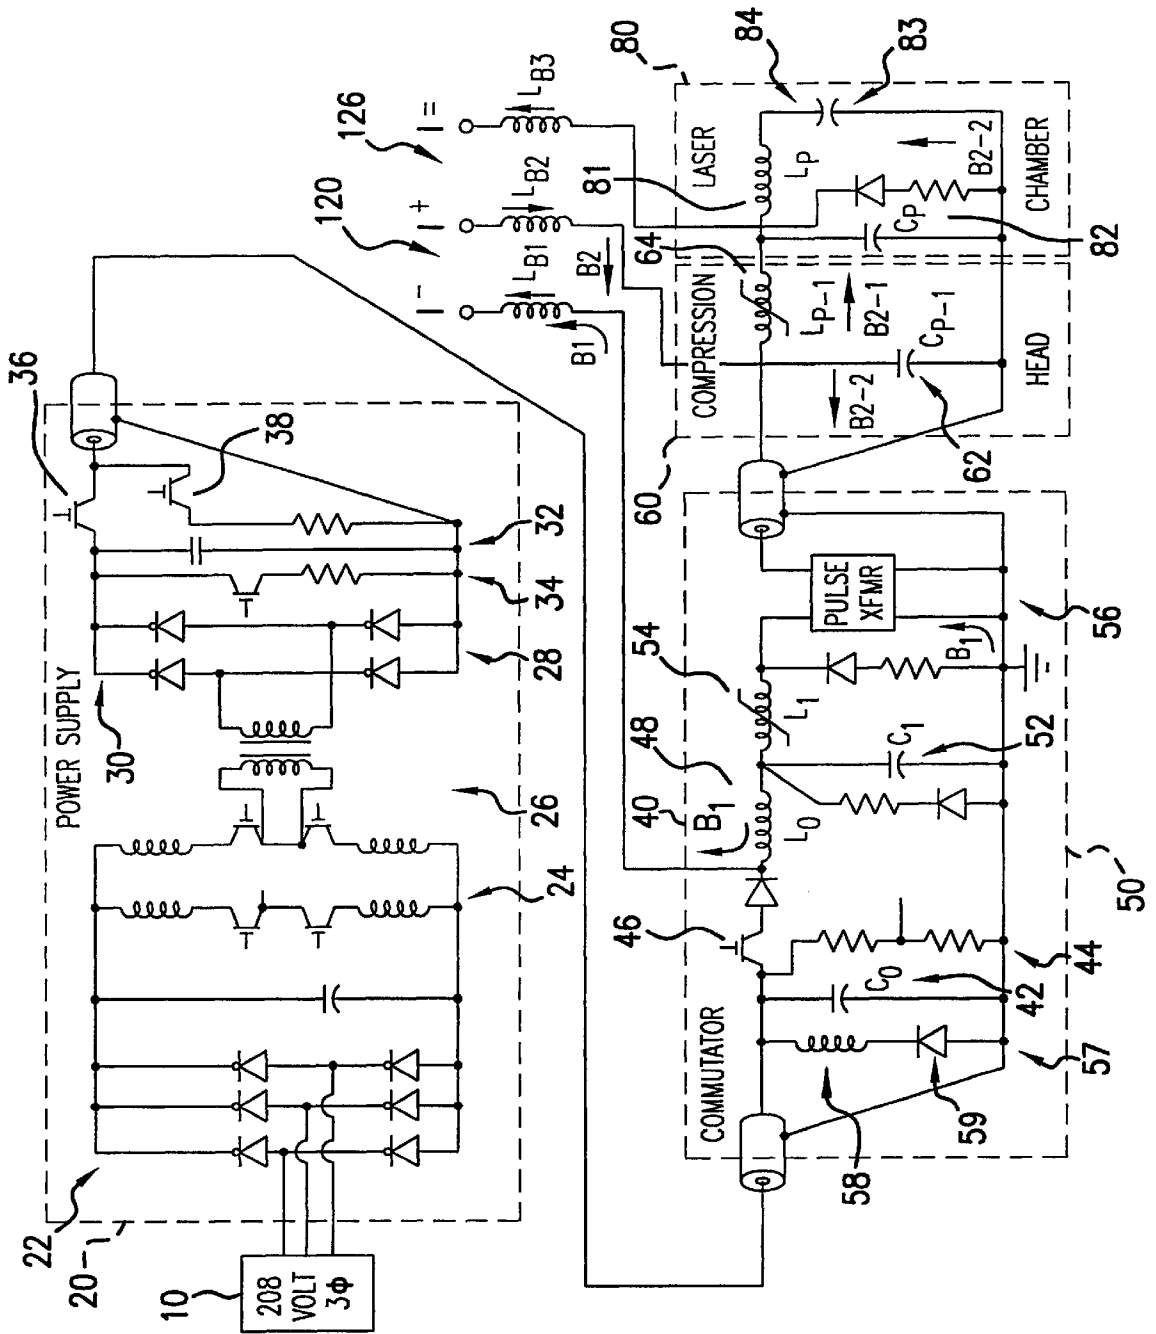 10
208
VOLT
3ϕ
20
22
POWER SUPPLY
24
26
28
30
32
34
36
38
120
126
I -
I +
I =
LB1
LB2
LB3
B1
B2
COMMUTATOR
40
42
44
46
48
50
52
54
56
57
58
59
C0
L0
B1
C1
L1
B1
PULSE
XFMR
COMPRESSION
HEAD
60
62
64
LP-1
CP-1
B2-1
B2-2
LASER
CHAMBER
80
81
82
83
84
LP
CP
B2-2